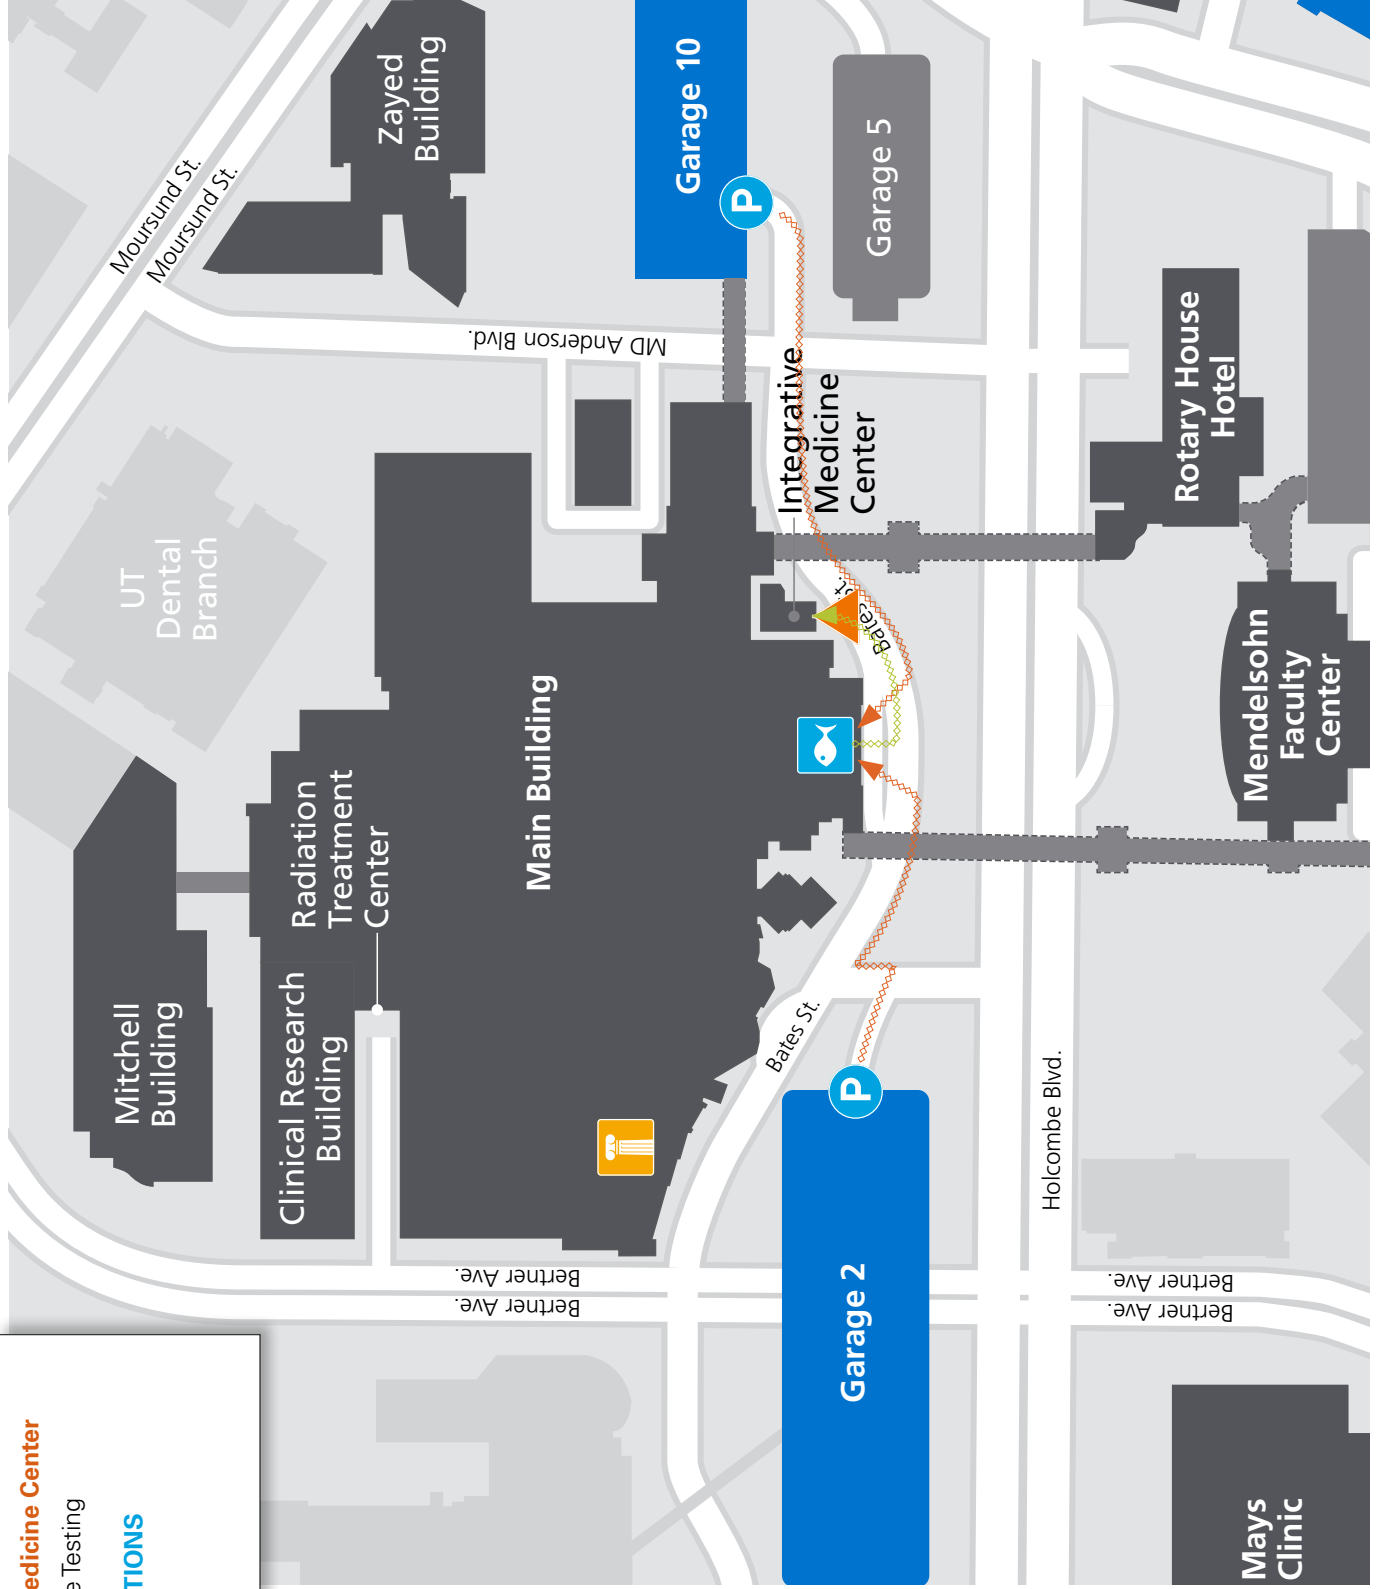 Moursund St.
Moursund St.
Zayed
Building
Garage 10
P
Garage 5
MD Anderson Blvd.
Integrative
Medicine
Center
Rotary House
Hotel
UT
Dental
Branch
Bates St.
Main Building
Mendelsohn
Faculty
Center
Radiation
Treatment
Center
Mitchell
Building
Clinical Research
Building
Bates St.
P
Holcombe Blvd.
Garage 2
Bertner Ave.
Bertner Ave.
Bertner Ave.
Bertner Ave.
Mays
Clinic
edicine Center
e Testing
TIONS